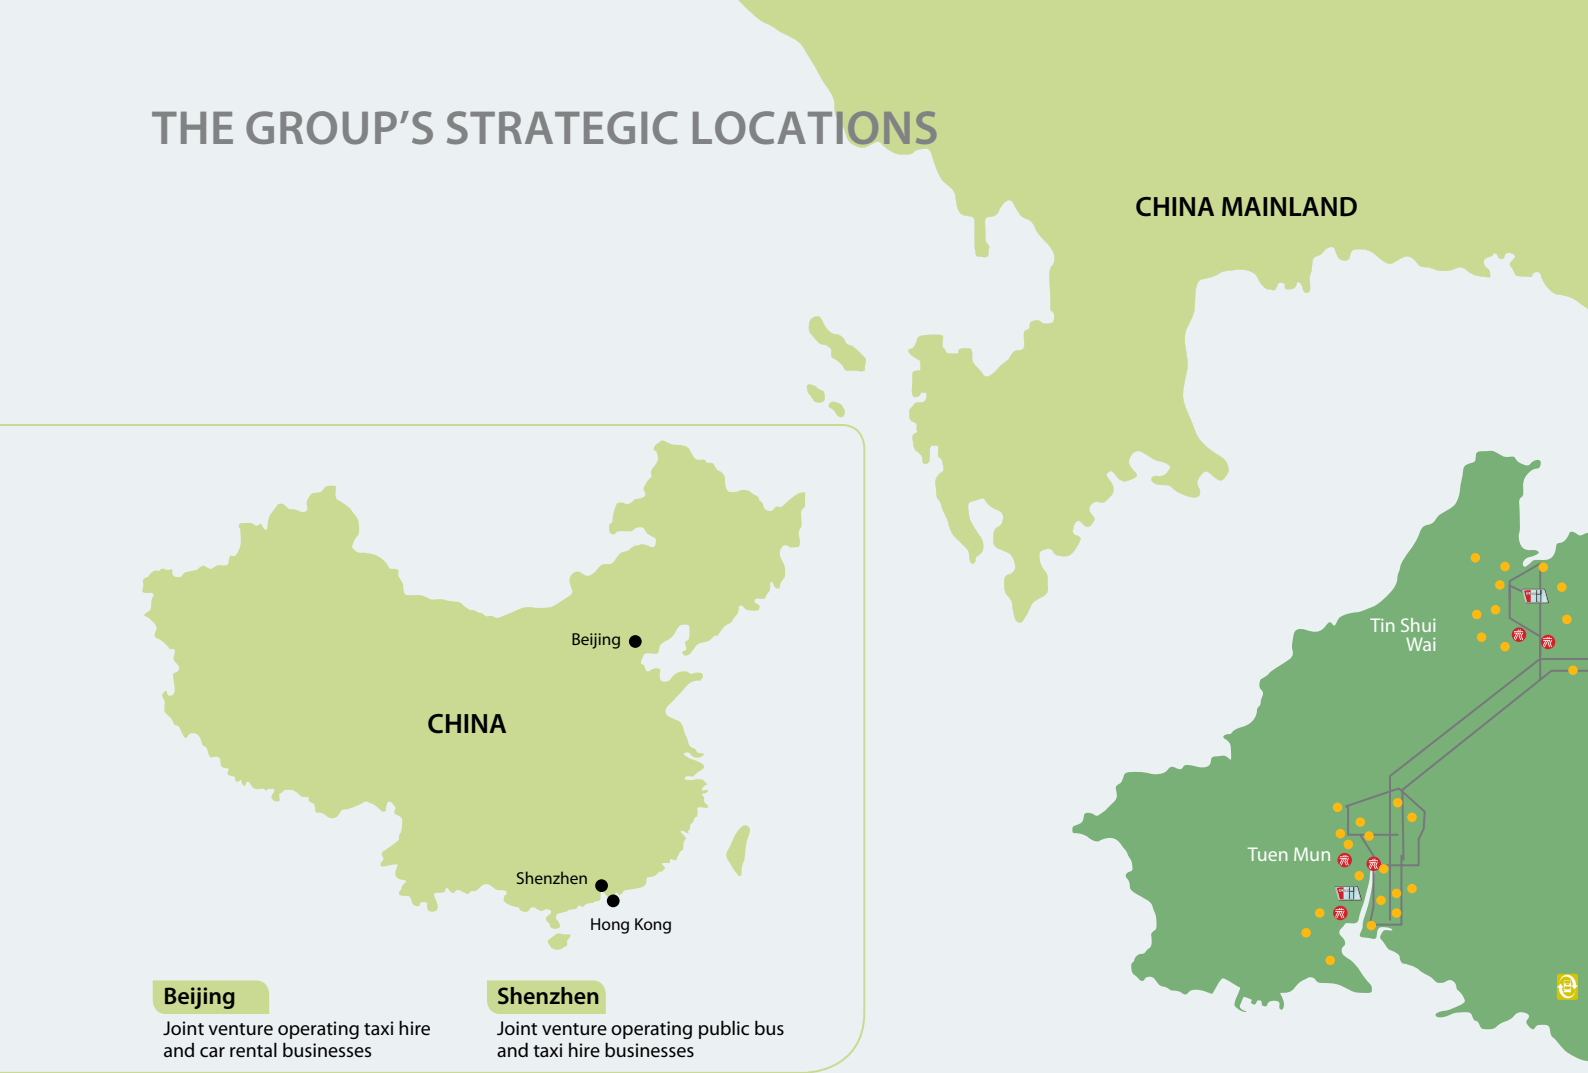 THE GROUP'S STRATEGIC LOCATIONS
CHINA MAINLAND
Beijing
CHINA
Shenzhen
Hong Kong
Tin Shui
Wai
Tuen Mun
Beijing
Joint venture operating taxi hire
and car rental businesses
Shenzhen
Joint venture operating public bus
and taxi hire businesses